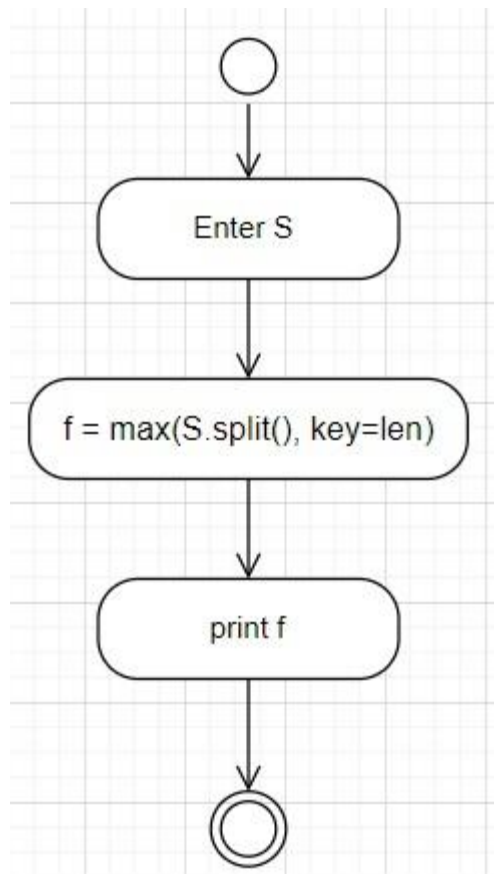 Enter S
f = max(S.split(), key=len)
print f